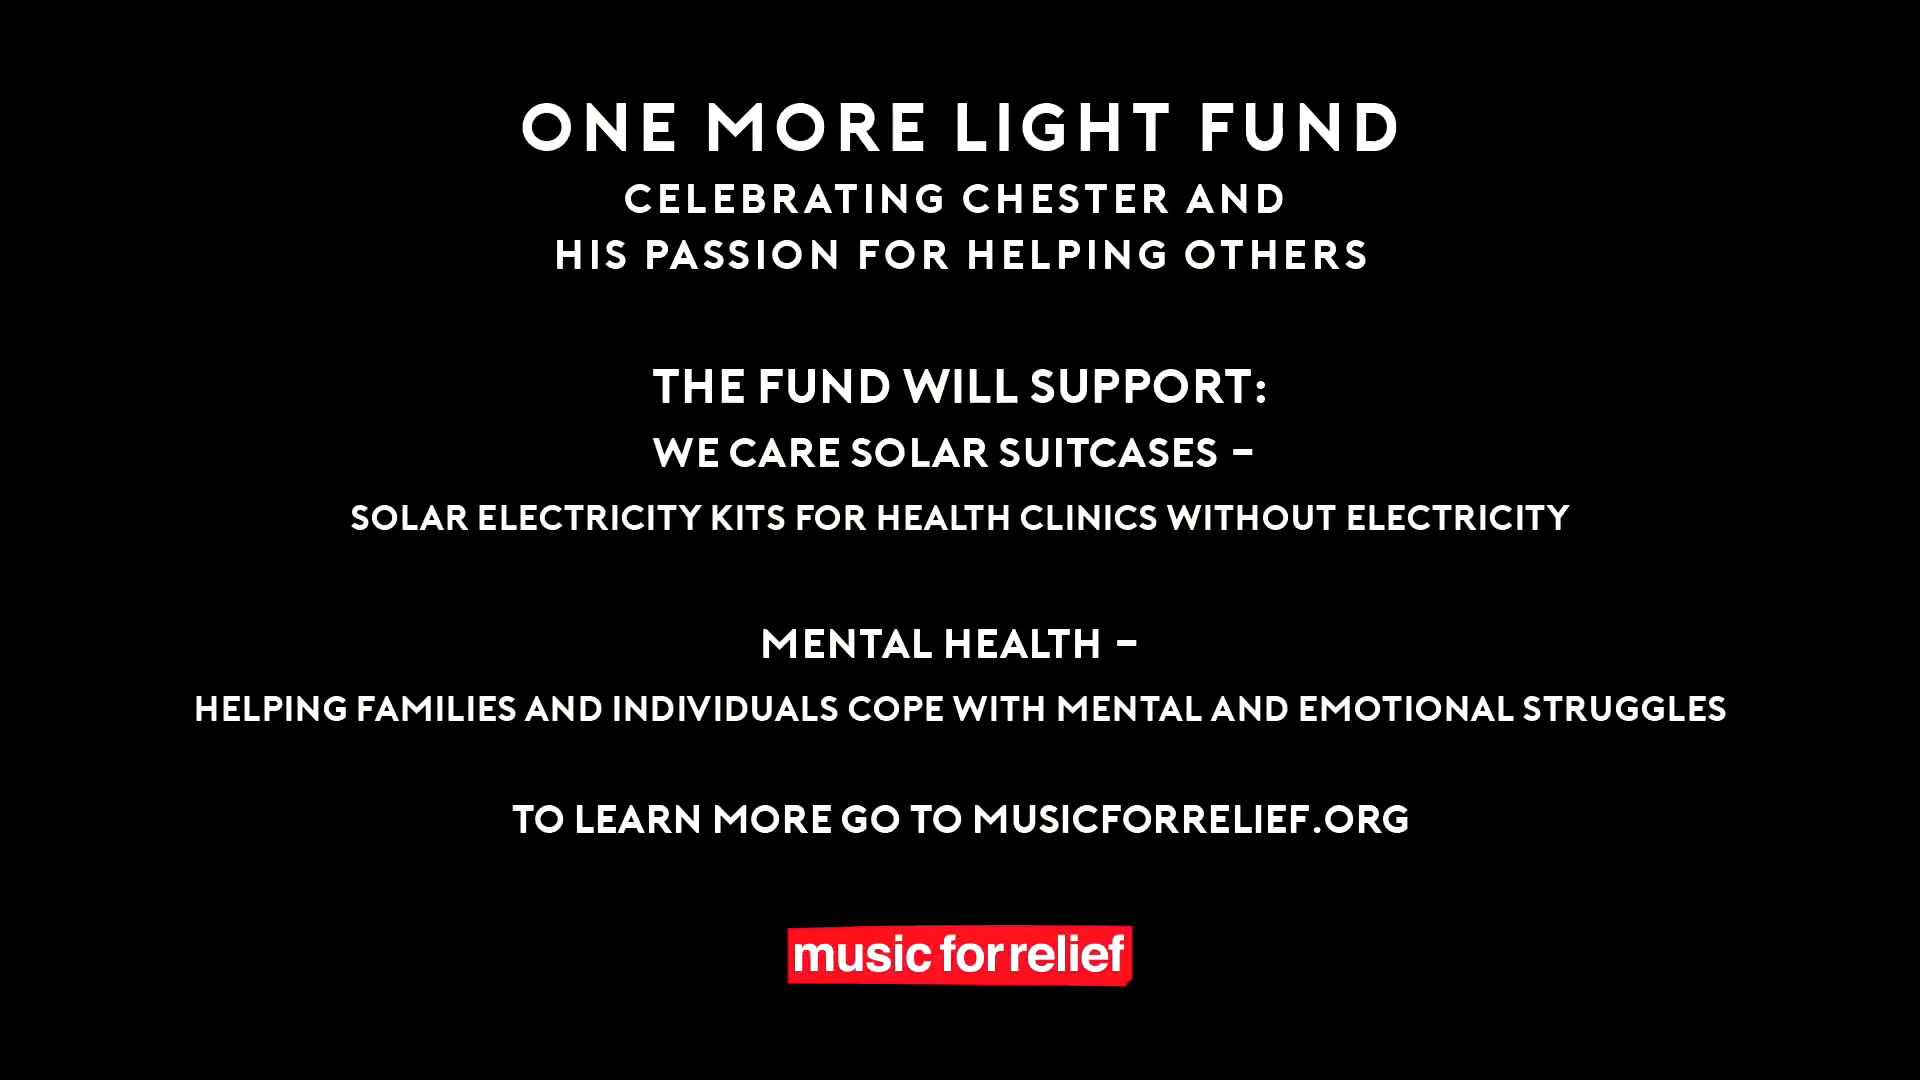 ONE MORE LIGHT FUND
CELEBRATING CHESTER AND
HIS PASSION FOR HELPING OTHERS
THE FUND WILL SUPPORT:
WE CARE SOLAR SUITCASES –
SOLAR ELECTRICITY KITS FOR HEALTH CLINICS WITHOUT ELECTRICITY
MENTAL HEALTH –
HELPING FAMILIES AND INDIVIDUALS COPE WITH MENTAL AND EMOTIONAL STRUGGLES
TO LEARN MORE GO TO MUSICFORRELIEF.ORG
music for relief